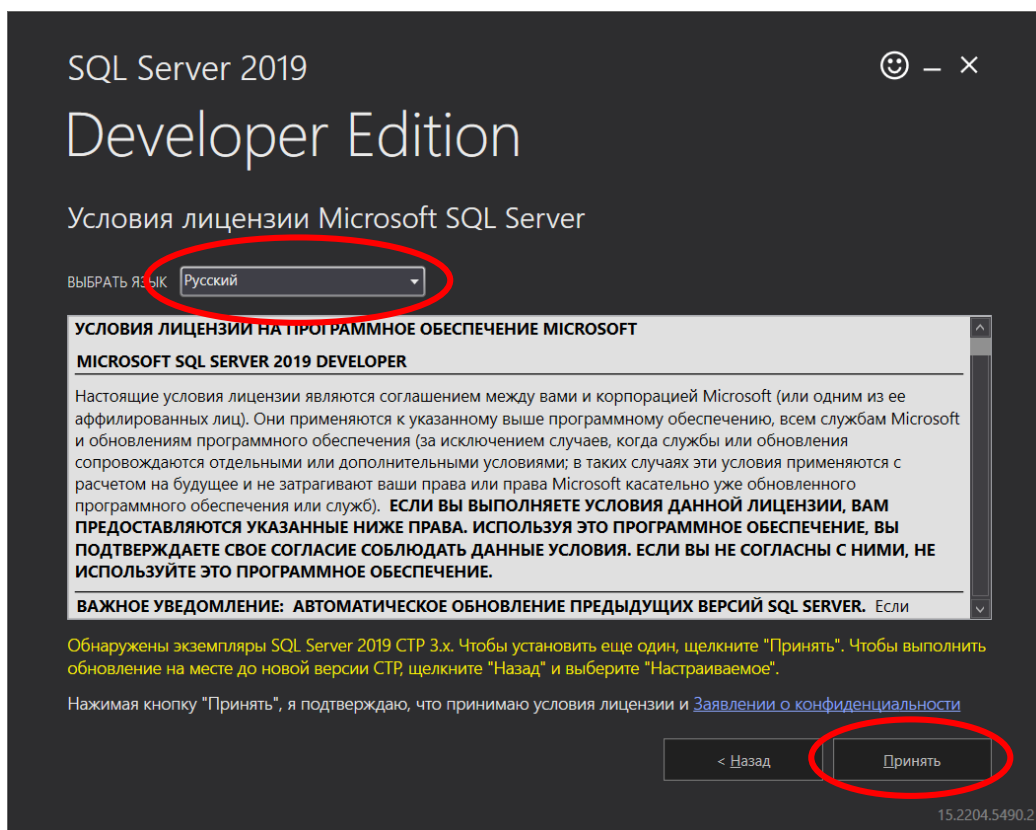 SQL Server 2019
Developer Edition
Условия лицензии Microsoft SQL Server
ВЫБРАТЬ ЯЗЫК Русский
УСЛОВИЯ ЛИЦЕНЗИИ НА ПРОГРАММНОЕ ОБЕСПЕЧЕНИЕ MICROSOFT
MICROSOFT SQL SERVER 2019 DEVELOPER
Настоящие условия лицензии являются соглашением между вами и корпорацией Microsoft (или одним из ее
аффилированных лиц). Они применяются к указанному выше программному обеспечению, всем службам Microsoft
и обновлениям программного обеспечения (за исключением случаев, когда службы или обновления
сопровождаются отдельными или дополнительными условиями; в таких случаях эти условия применяются с
расчетом на будущее и не затрагивают ваши права или права Microsoft касательно уже обновленного
программного обеспечения или служб). ЕСЛИ ВЫ ВЫПОЛНЯЕТЕ УСЛОВИЯ ДАННОЙ ЛИЦЕНЗИИ, ВАМ
ПРЕДОСТАВЛЯЮТСЯ УКАЗАННЫЕ НИЖЕ ПРАВА. ИСПОЛЬЗУЯ ЭТО ПРОГРАММНОЕ ОБЕСПЕЧЕНИЕ, ВЫ
ПОДТВЕРЖДАЕТЕ СВОЕ СОГЛАСИЕ СОБЛЮДАТЬ ДАННЫЕ УСЛОВИЯ. ЕСЛИ ВЫ НЕ СОГЛАСНЫ С НИМИ, НЕ
ИСПОЛЬЗУЙТЕ ЭТО ПРОГРАММНОЕ ОБЕСПЕЧЕНИЕ.
ВАЖНОЕ УВЕДОМЛЕНИЕ: АВТОМАТИЧЕСКОЕ ОБНОВЛЕНИЕ ПРЕДЫДУЩИХ ВЕРСИЙ SQL SERVER. Если
Обнаружены экземпляры SQL Server 2019 CTP 3.x. Чтобы установить еще один, щелкните "Принять". Чтобы выполнить
обновление на месте до новой версии CTP, щелкните "Назад" и выберите "Настраиваемое".
Нажимая кнопку "Принять", я подтверждаю, что принимаю условия лицензии и Заявлении о конфиденциальности
< Назад
Принять
15.2204.5490.2